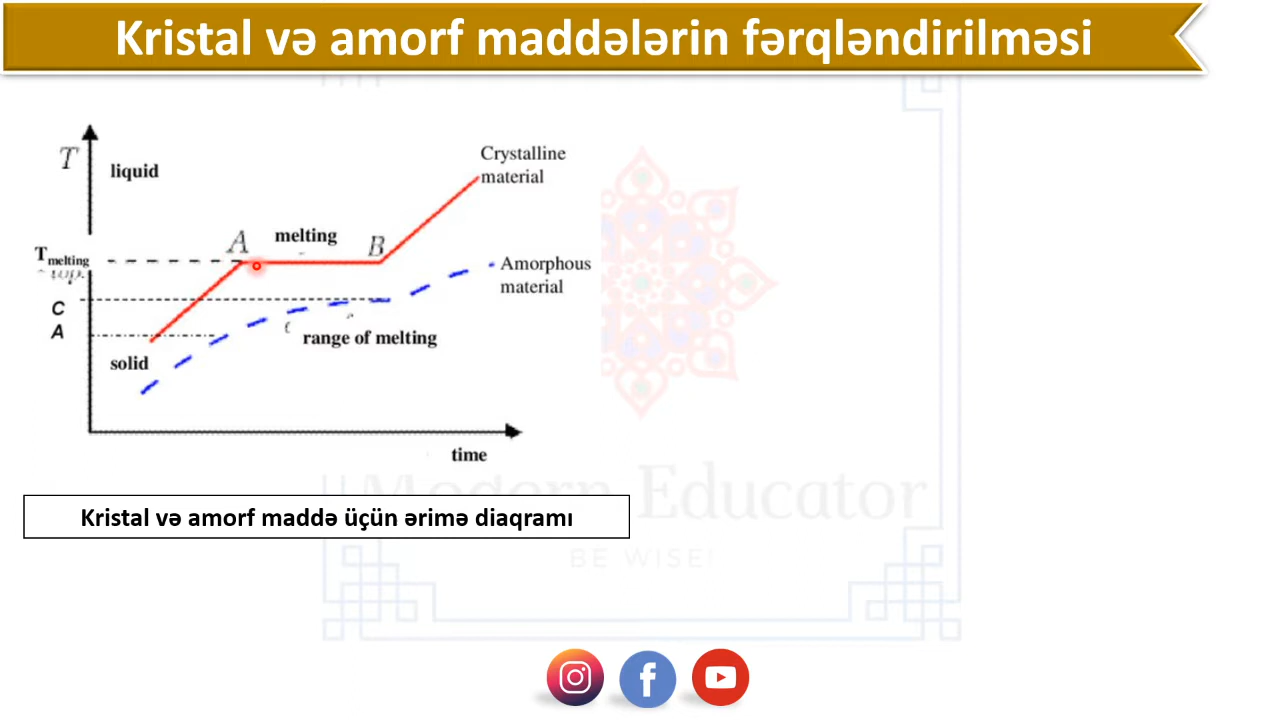 Kristal və amorf maddələrin fərqləndirilməsi
T
liquid
Crystalline
material
A
melting
B
Tmelting
Amorphous
material
C
A
range of melting
solid
time
Modern Educator
BE WISE!
Kristal və amorf maddə üçün ərimə diaqramı